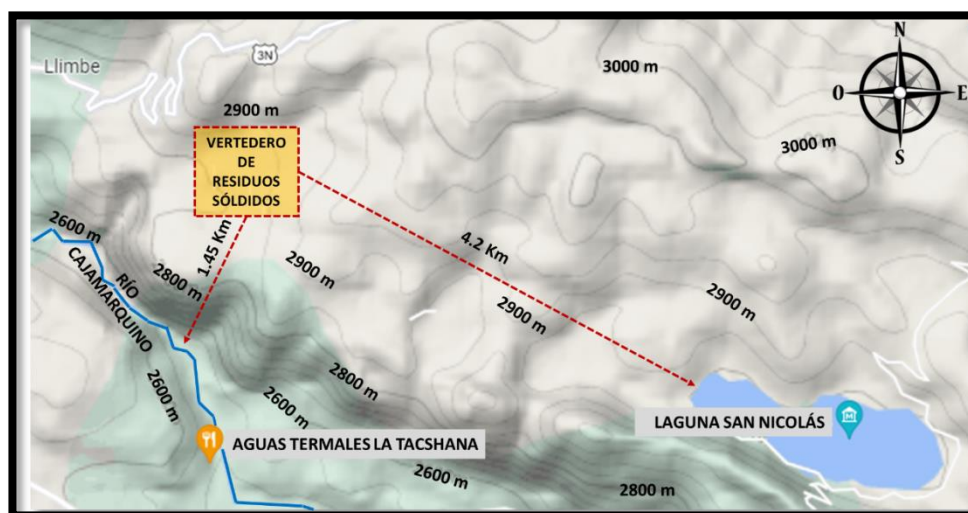 3N
Llimbe
3000 m
N
O
E
S
2900 m
3000 m
VERTEDERO
DE
RESIDUOS
SÓLDIDOS
2600 m
1.45 Km
4.2 Km
2800 m
2900 m
2900 m
2900 m
RÍO
CAJAMARQUINO
2800 m
2600 m
2600 m
LAGUNA SAN NICOLÁS
AGUAS TERMALES LA TACSHANA
2600 m
2800 m